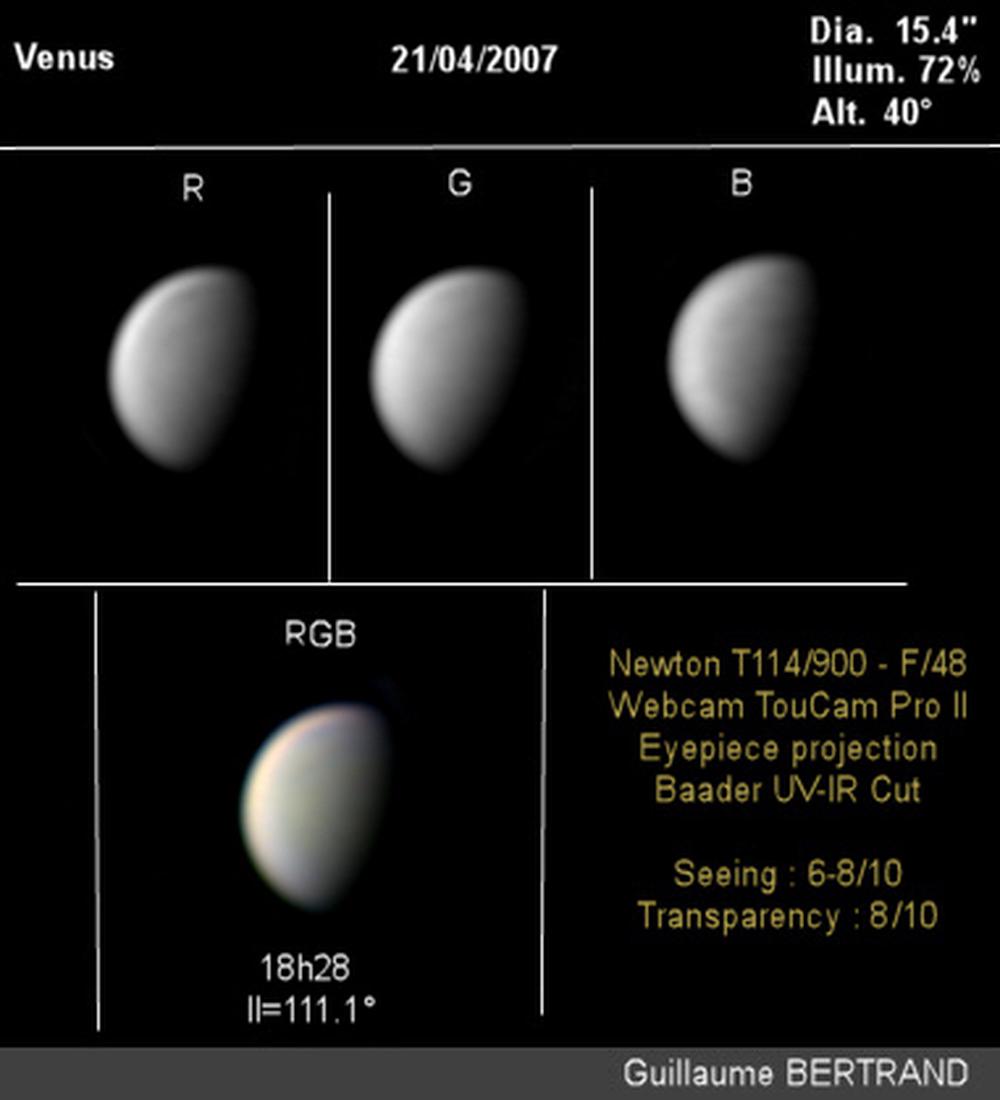 Venus
21/04/2007
Dia. 15.4"
Illum. 72%
Alt. 40°
R
G
B
RGB
18h28
II=111.1°
Newton T114/900 - F/48
Webcam TouCam Pro II
Eyepiece projection
Baader UV-IR Cut
Seeing : 6-8/10
Transparency : 8/10
Guillaume BERTRAND